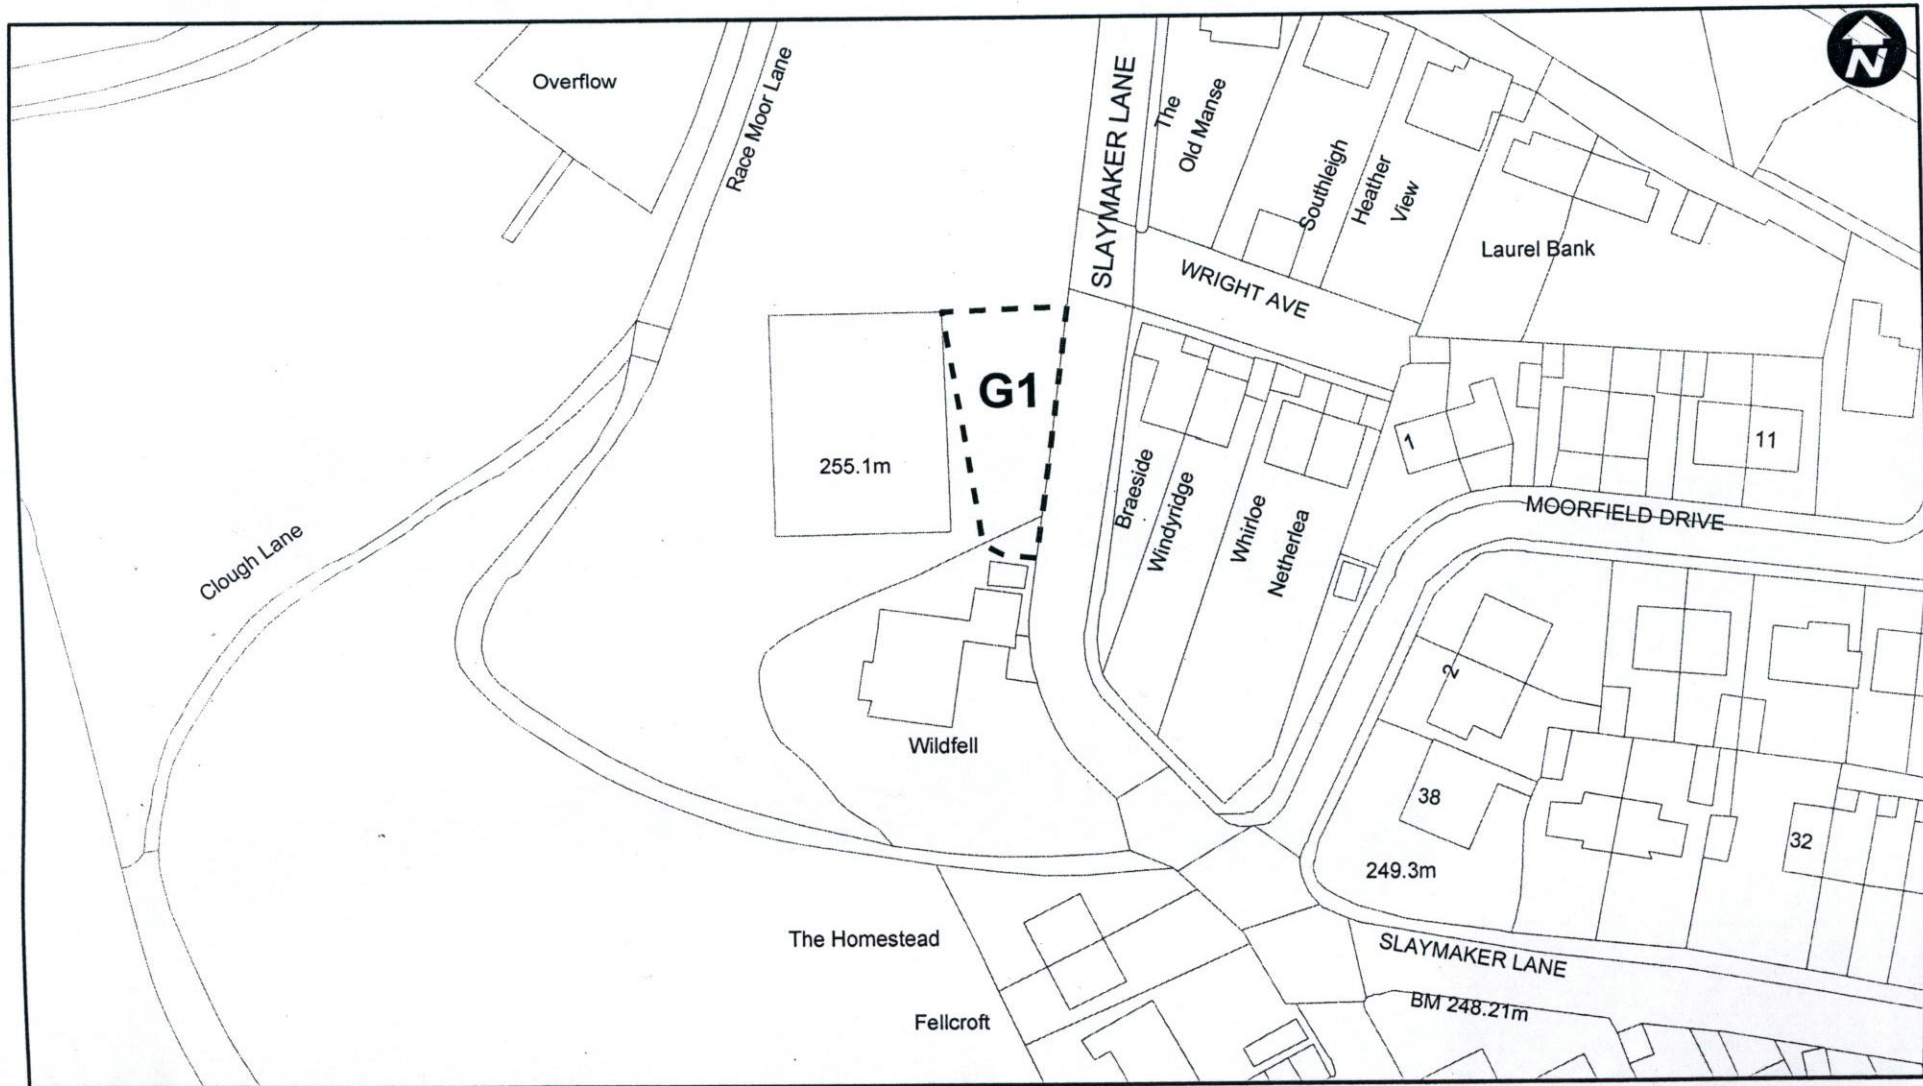 N
Overflow
Race Moor Lane
SLAYMAKER LANE
The
Old Manse
Southleigh
Heather
View
Laurel Bank
WRIGHT AVE
G1
255.1m
Braeside
Windyridge
Whirloe
Netherlea
1
11
MOORFIELD DRIVE
Clough Lane
Wildfell
2
38
32
249.3m
The Homestead
SLAYMAKER LANE
BM 248.21m
Fellcroft